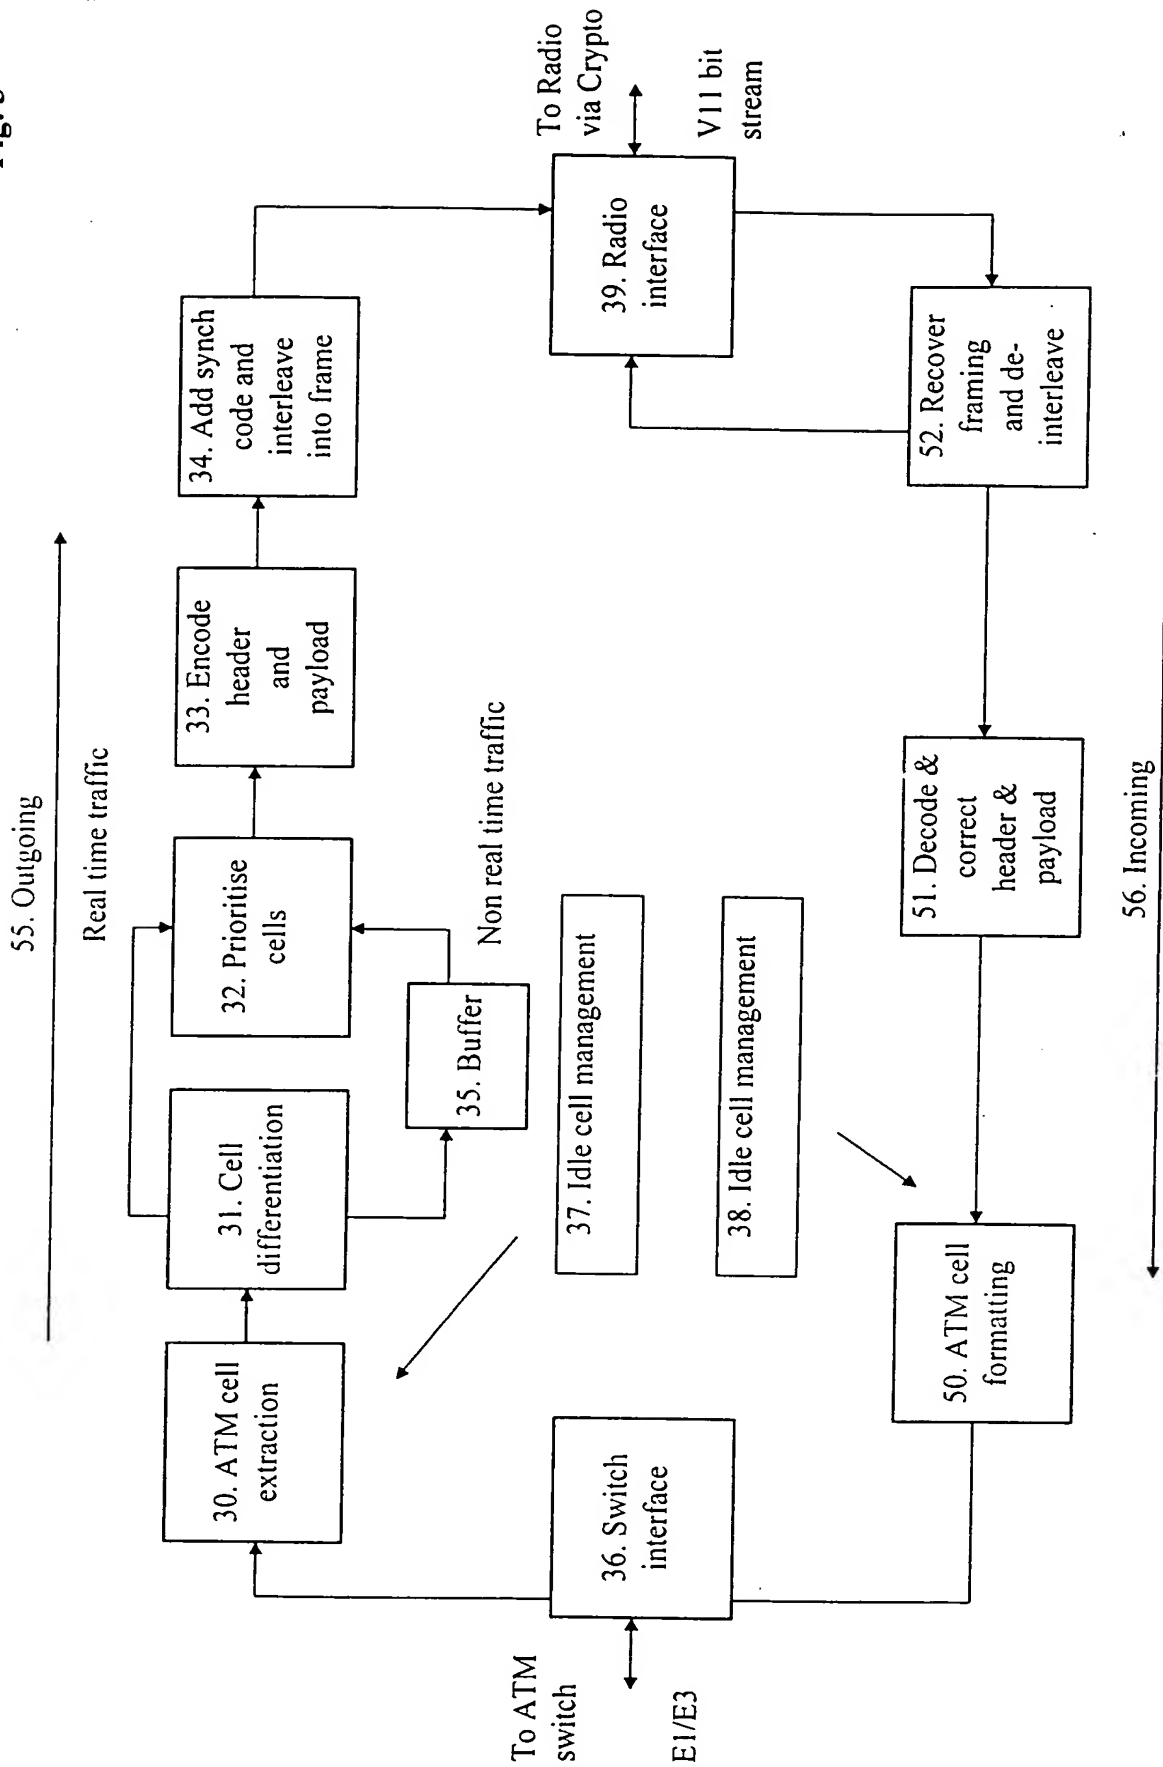 55. Outgoing
Real time traffic
30. ATM cell
extraction
31. Cell
differentiation
32. Prioritise
cells
33. Encode
header
and
payload
34. Add synch
code and
interleave
into frame
35. Buffer
Non real time traffic
To ATM
switch
E1/E3
36. Switch
interface
37. Idle cell management
38. Idle cell management
39. Radio
interface
To Radio
via Crypto
V11 bit
stream
50. ATM cell
formatting
51. Decode &
correct
header &
payload
52. Recover
framing
and de-
interleave
56. Incoming